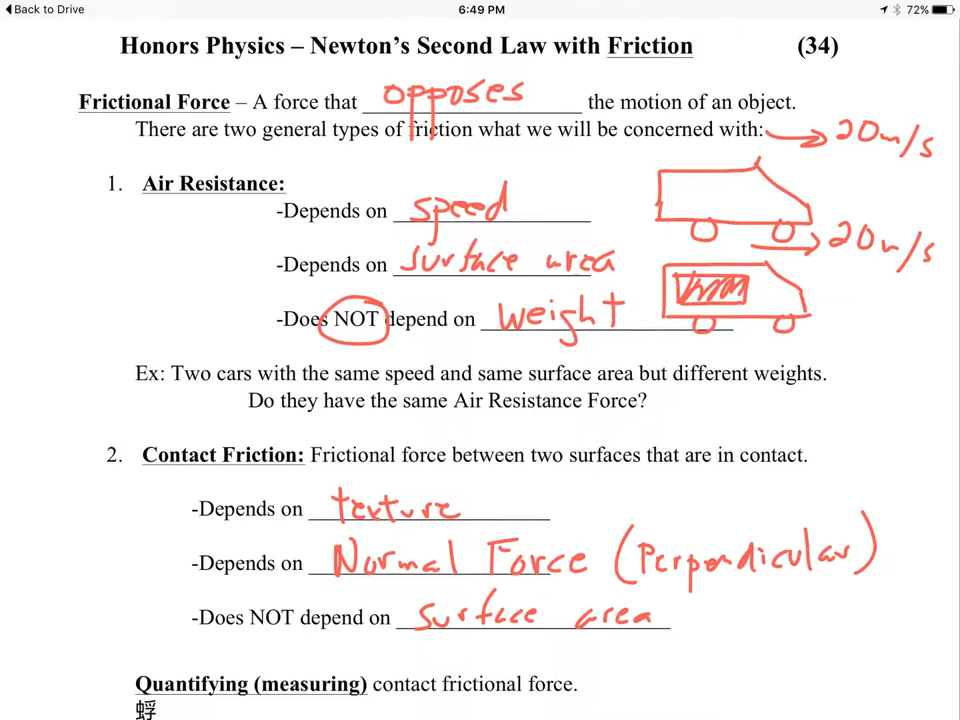 Back to Drive 6:49 PM 72%
Honors Physics – Newton's Second Law with Friction (34)
Frictional Force – A force that opposes the motion of an object.
There are two general types of friction what we will be concerned with: 20m/s
1. Air Resistance:
-Depends on speed
20m/s
-Depends on surface area
-Does NOT depend on weight
Ex: Two cars with the same speed and same surface area but different weights.
Do they have the same Air Resistance Force?
2. Contact Friction: Frictional force between two surfaces that are in contact.
-Depends on texture
-Depends on Normal Force (Perpendicular)
-Does NOT depend on surface area
Quantifying (measuring) contact frictional force.
蜉